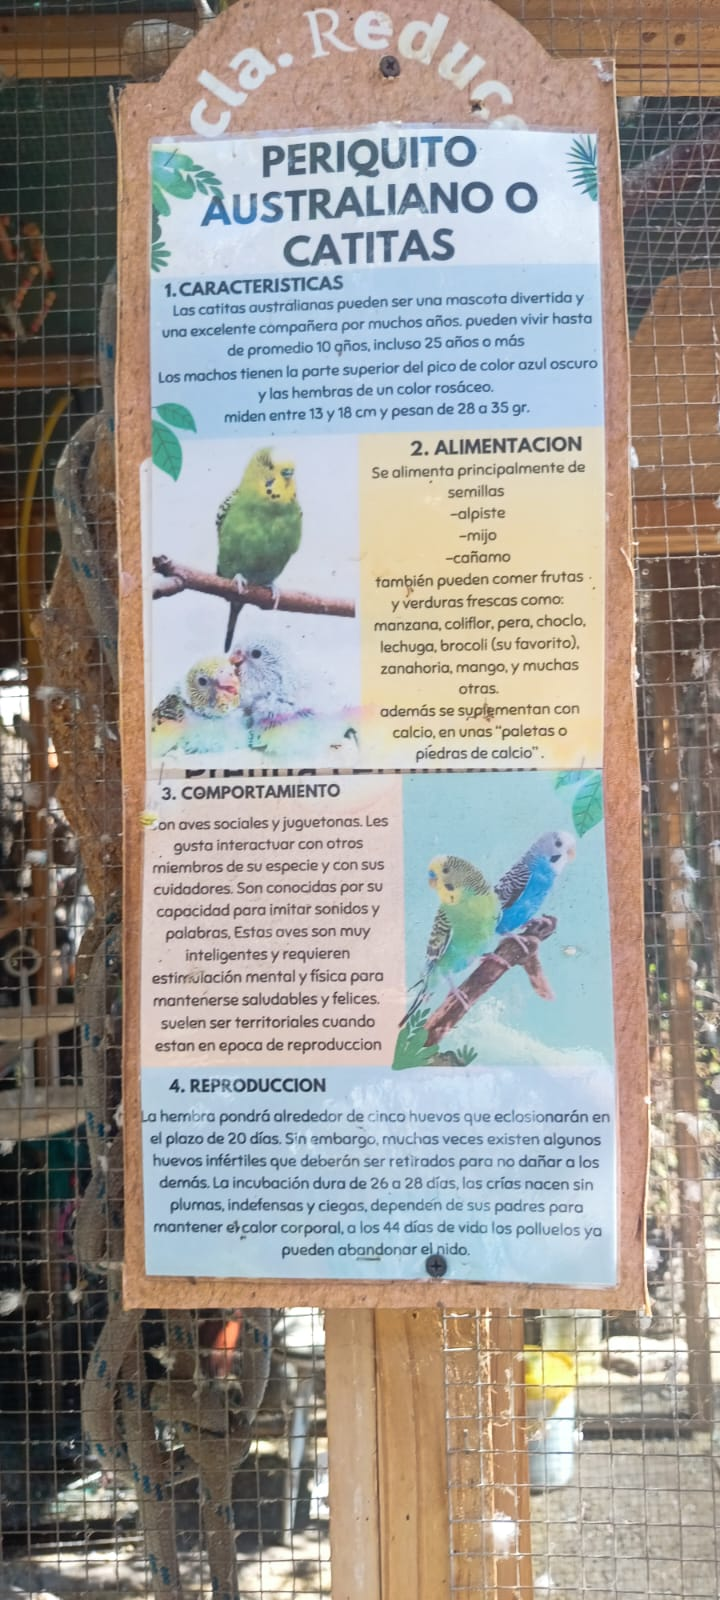 cla. Reduc
PERIQUITO
AUSTRALIANO O
CATITAS
1. CARACTERISTICAS
Las catitas australianas pueden ser una mascota divertida y
una excelente compañera por muchos años. pueden vivir hasta
de promedio 10 años, incluso 25 años o más
Los machos tienen la parte superior del pico de color azul oscuro
y las hembras de un color rosáceo.
miden entre 13 y 18 cm y pesan de 28 a 35 gr.
2. ALIMENTACION
Se alimenta principalmente de
semillas
-alpiste
-mijo
-cañamo
también pueden comer frutas
y verduras frescas como:
manzana, coliflor, pera, choclo,
lechuga, brocoli (su favorito),
zanahoria, mango, y muchas
otras.
además se suplementan con
calcio, en unas "paletas o
piedras de calcio".
3. COMPORTAMIENTO
Son aves sociales y juguetonas. Les
gusta interactuar con otros
miembros de su especie y con sus
cuidadores. Son conocidas por su
capacidad para imitar sonidos y
palabras, Estas aves son muy
inteligentes y requieren
estimulación mental y física para
mantenerse saludables y felices.
suelen ser territoriales cuando
estan en epoca de reproduccion
4. REPRODUCCION
La hembra pondrá alrededor de cinco huevos que eclosionarán en
el plazo de 20 días. Sin embargo, muchas veces existen algunos
huevos infértiles que deberán ser retirados para no dañar a los
demás. La incubación dura de 26 a 28 días, las crías nacen sin
plumas, indefensas y ciegas, dependen de sus padres para
mantener el calor corporal, a los 44 días de vida los polluelos ya
pueden abandonar el nido.